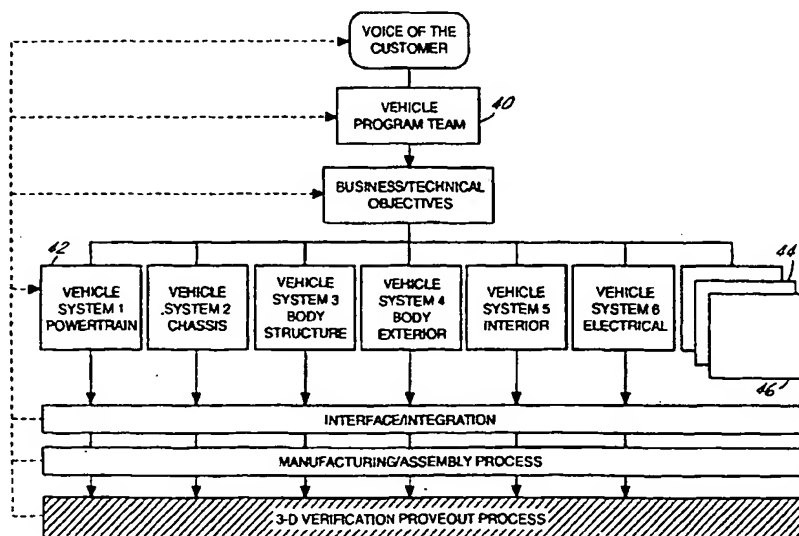 VOICE OF THE
CUSTOMER
VEHICLE
PROGRAM TEAM
40
BUSINESS/TECHNICAL
OBJECTIVES
42
44
VEHICLE
SYSTEM 1
POWERTRAIN
VEHICLE
SYSTEM 2
CHASSIS
VEHICLE
SYSTEM 3
BODY
STRUCTURE
VEHICLE
SYSTEM 4
BODY
EXTERIOR
VEHICLE
SYSTEM 5
INTERIOR
VEHICLE
SYSTEM 6
ELECTRICAL
46
INTERFACE/INTEGRATION
MANUFACTURING/ASSEMBLY PROCESS
3-D VERIFICATION PROVEOUT PROCESS